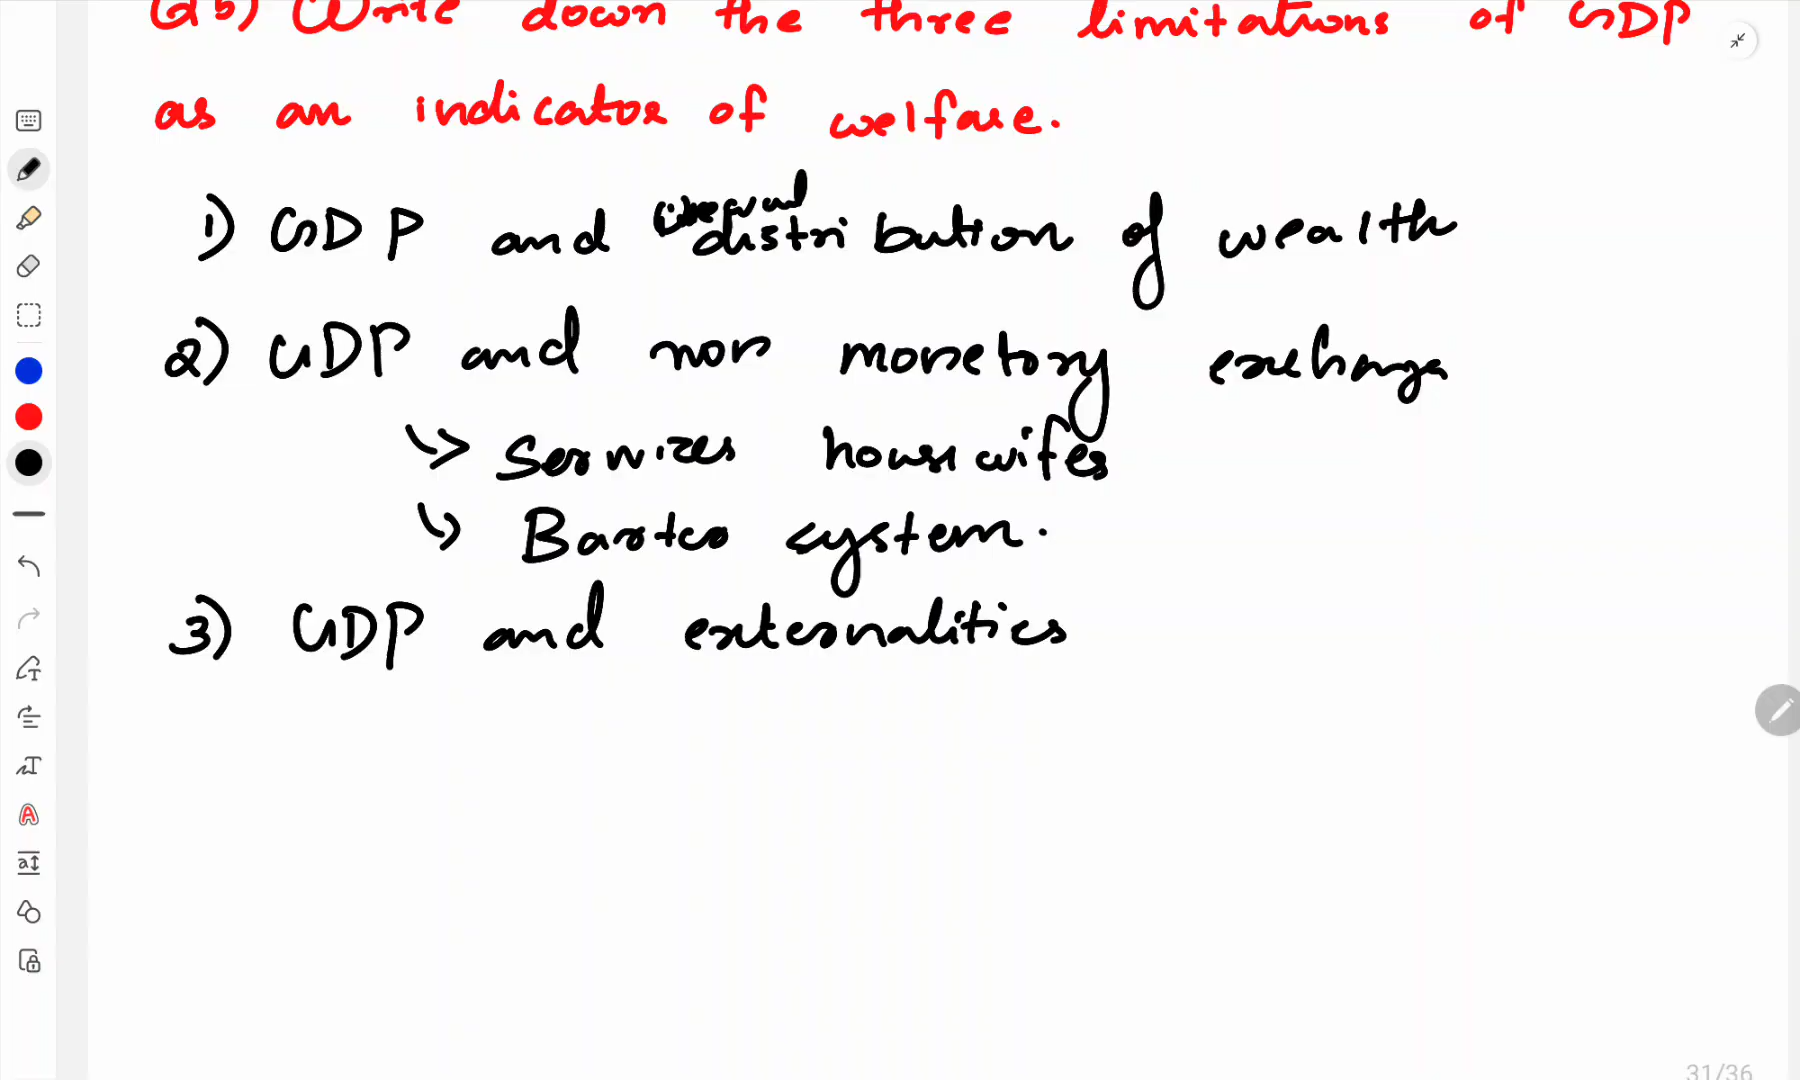 Q5) Write down the three limitations of GDP
as an indicator of welfare.
1) GDP and unequal distribution of wealth
2) GDP and non monetory exchange
↳ Services housewifes
↳ Barter system.
3) GDP and externalities
31/36